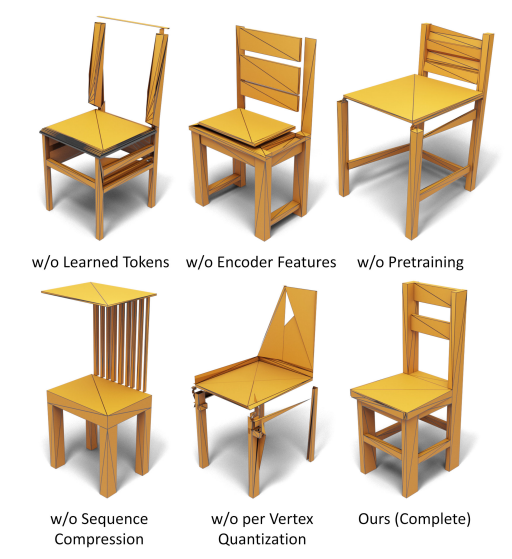 w/o Learned Tokens
w/o Encoder Features
w/o Pretraining
w/o Sequence
Compression
w/o per Vertex
Quantization
Ours (Complete)